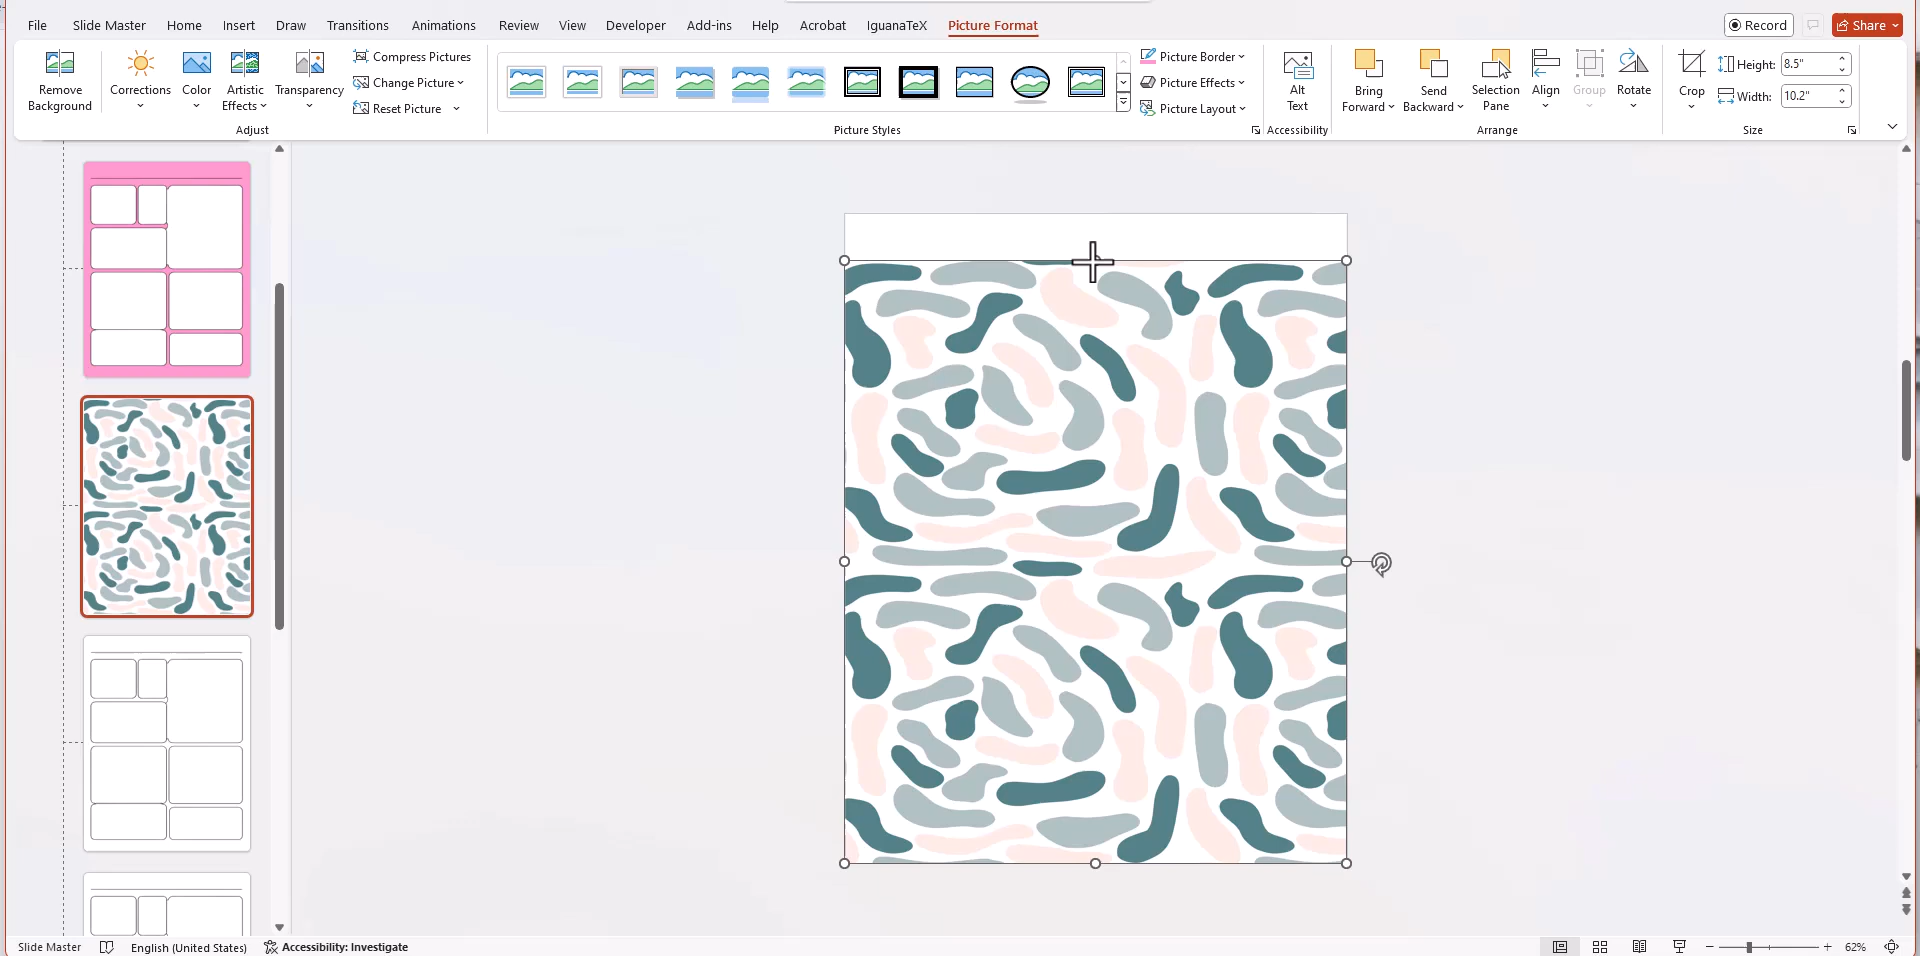 File Slide Master Home Insert Draw Transitions Animations Review View Developer Add-ins Help Acrobat IguanaTeX Picture Format Record Share
Remove Background
Corrections
Color
Artistic Effects
Transparency
Compress Pictures
Change Picture
Reset Picture
Adjust
Picture Styles
Picture Border
Picture Effects
Picture Layout
Alt Text
Accessibility
Bring Forward
Send Backward
Selection Pane
Align
Group
Rotate
Arrange
Crop
Height: 8.5"
Width: 10.2"
Size
Slide Master English (United States) Accessibility: Investigate 62%